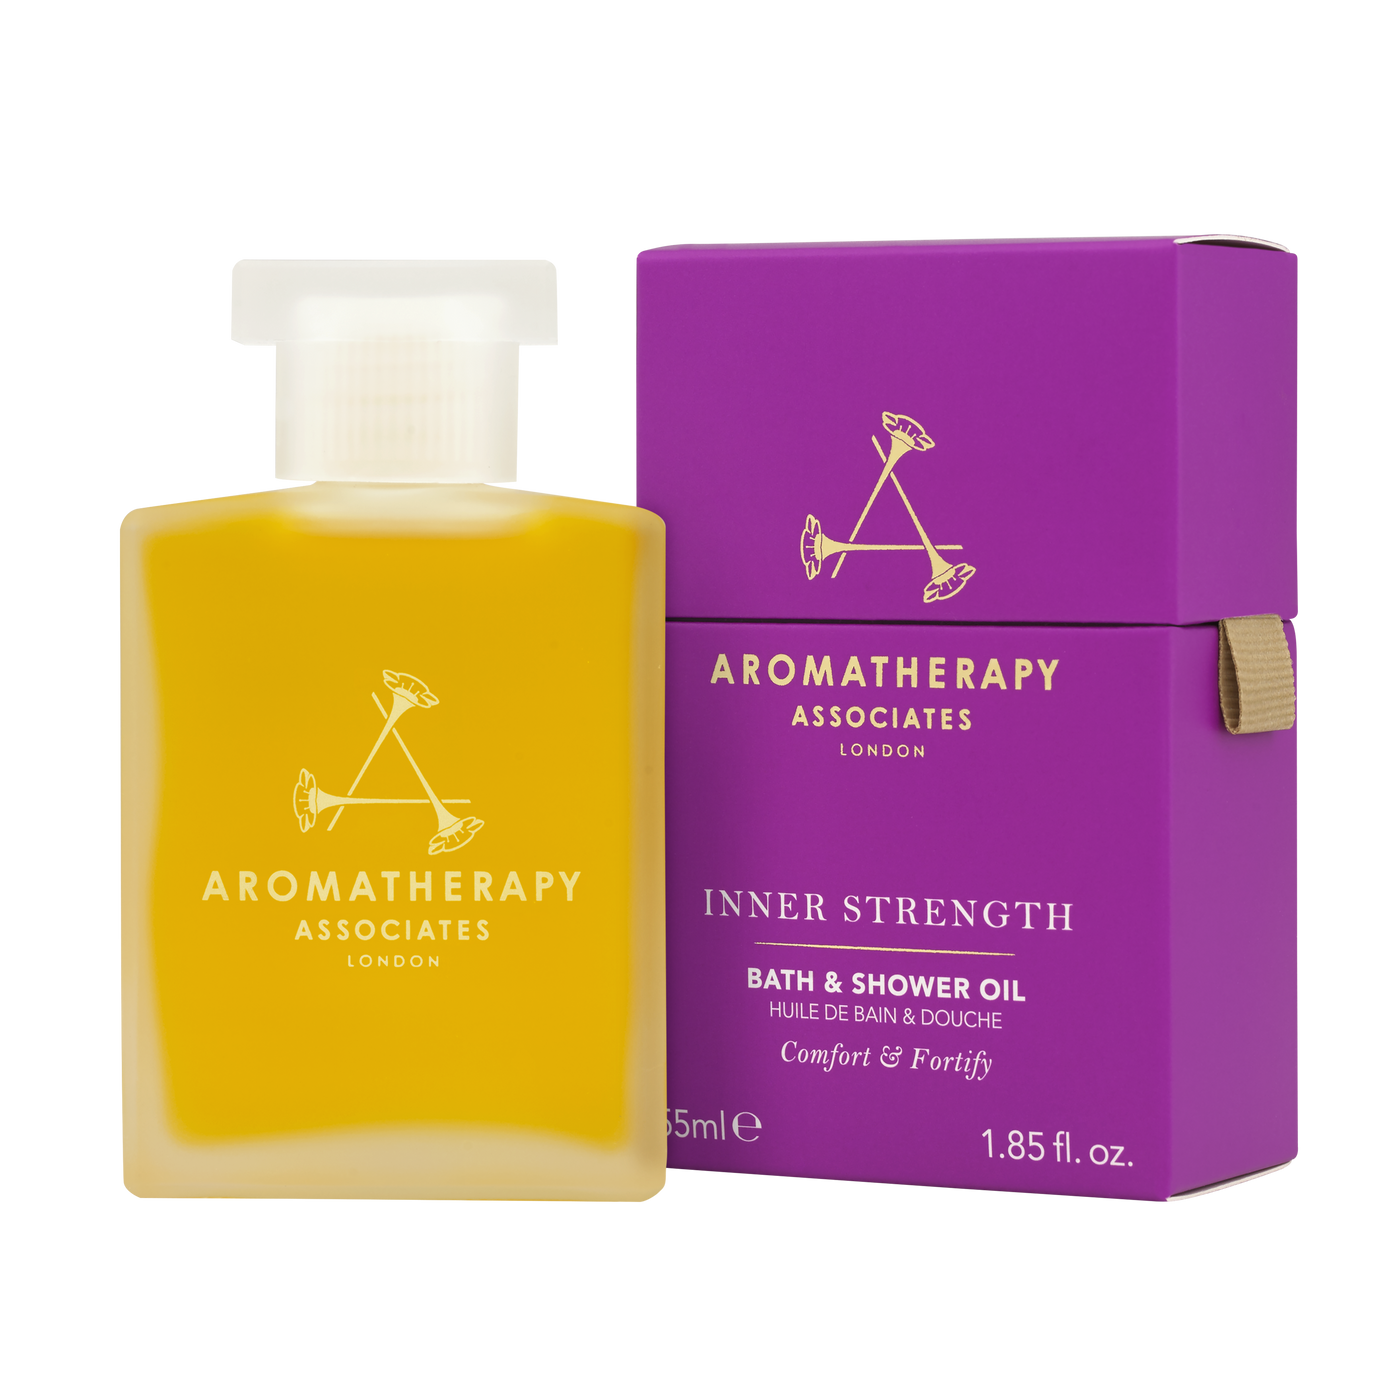 AROMATHERAPY
ASSOCIATES
LONDON
AROMATHERAPY
ASSOCIATES
LONDON
INNER STRENGTH
BATH & SHOWER OIL
HUILE DE BAIN & DOUCHE
Comfort & Fortify
55ml ℮
1.85 fl. oz.